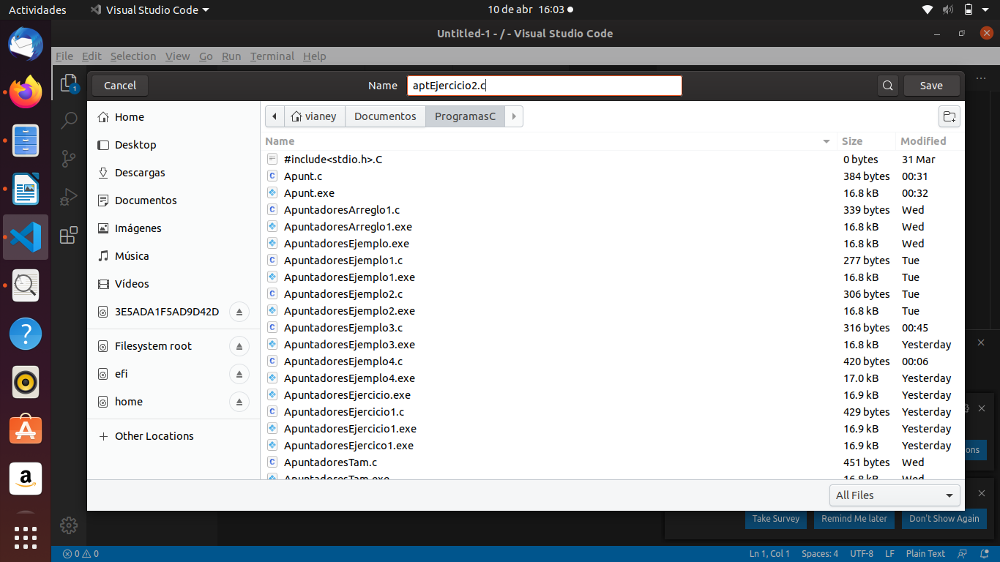 Actividades Visual Studio Code 10 de abr 16:03
Untitled-1 - / - Visual Studio Code
File Edit Selection View Go Run Terminal Help
Cancel Name aptEjercicio2.c Save
1
Home
Desktop
Descargas
Documentos
Imágenes
Música
Vídeos
3E5ADA1F5AD9D42D
Filesystem root
efi
home
Other Locations
vianey Documentos ProgramasC
Name Size Modified
#include<stdio.h>.C 0 bytes 31 Mar
Apunt.c 384 bytes 00:31
Apunt.exe 16.8 kB 00:32
ApuntadoresArreglo1.c 339 bytes Wed
ApuntadoresArreglo1.exe 16.8 kB Wed
ApuntadoresEjemplo.exe 16.8 kB Wed
ApuntadoresEjemplo1.c 277 bytes Tue
ApuntadoresEjemplo1.exe 16.8 kB Tue
ApuntadoresEjemplo2.c 306 bytes Tue
ApuntadoresEjemplo2.exe 16.8 kB Tue
ApuntadoresEjemplo3.c 316 bytes 00:45
ApuntadoresEjemplo3.exe 16.8 kB Yesterday
ApuntadoresEjemplo4.c 420 bytes 00:06
ApuntadoresEjemplo4.exe 17.0 kB Yesterday
ApuntadoresEjercicio.exe 16.9 kB Yesterday
ApuntadoresEjercicio1.c 429 bytes Yesterday
ApuntadoresEjercicio1.exe 16.9 kB Yesterday
ApuntadoresEjercico1.exe 16.9 kB Yesterday
ApuntadoresTam.c 451 bytes Wed
ApuntadoresTam.exe 16.8 kB Wed
All Files
ons
Take Survey Remind Me later Don't Show Again
0 0 Ln 1, Col 1 Spaces: 4 UTF-8 LF Plain Text